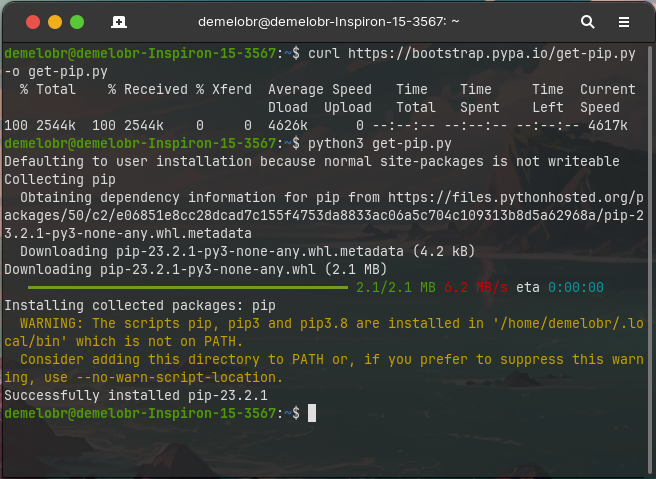 demelobr@demelobr-Inspiron-15-3567: ~
demelobr@demelobr-Inspiron-15-3567:~$ curl https://bootstrap.pypa.io/get-pip.py
-o get-pip.py
% Total % Received % Xferd Average Speed Time Time Time Current
Dload Upload Total Spent Left Speed
100 2544k 100 2544k 0 0 4626k 0 --:--:-- --:--:-- --:--:-- 4617k
demelobr@demelobr-Inspiron-15-3567:~$ python3 get-pip.py
Defaulting to user installation because normal site-packages is not writeable
Collecting pip
Obtaining dependency information for pip from https://files.pythonhosted.org/p
ackages/50/c2/e06851e8cc28dcad7c155f4753da8833ac06a5c704c109313b8d5a62968a/pip-2
3.2.1-py3-none-any.whl.metadata
Downloading pip-23.2.1-py3-none-any.whl.metadata (4.2 kB)
Downloading pip-23.2.1-py3-none-any.whl (2.1 MB)
2.1/2.1 MB 6.2 MB/s eta 0:00:00
Installing collected packages: pip
WARNING: The scripts pip, pip3 and pip3.8 are installed in '/home/demelobr/.lo
cal/bin' which is not on PATH.
Consider adding this directory to PATH or, if you prefer to suppress this warn
ing, use --no-warn-script-location.
Successfully installed pip-23.2.1
demelobr@demelobr-Inspiron-15-3567:~$